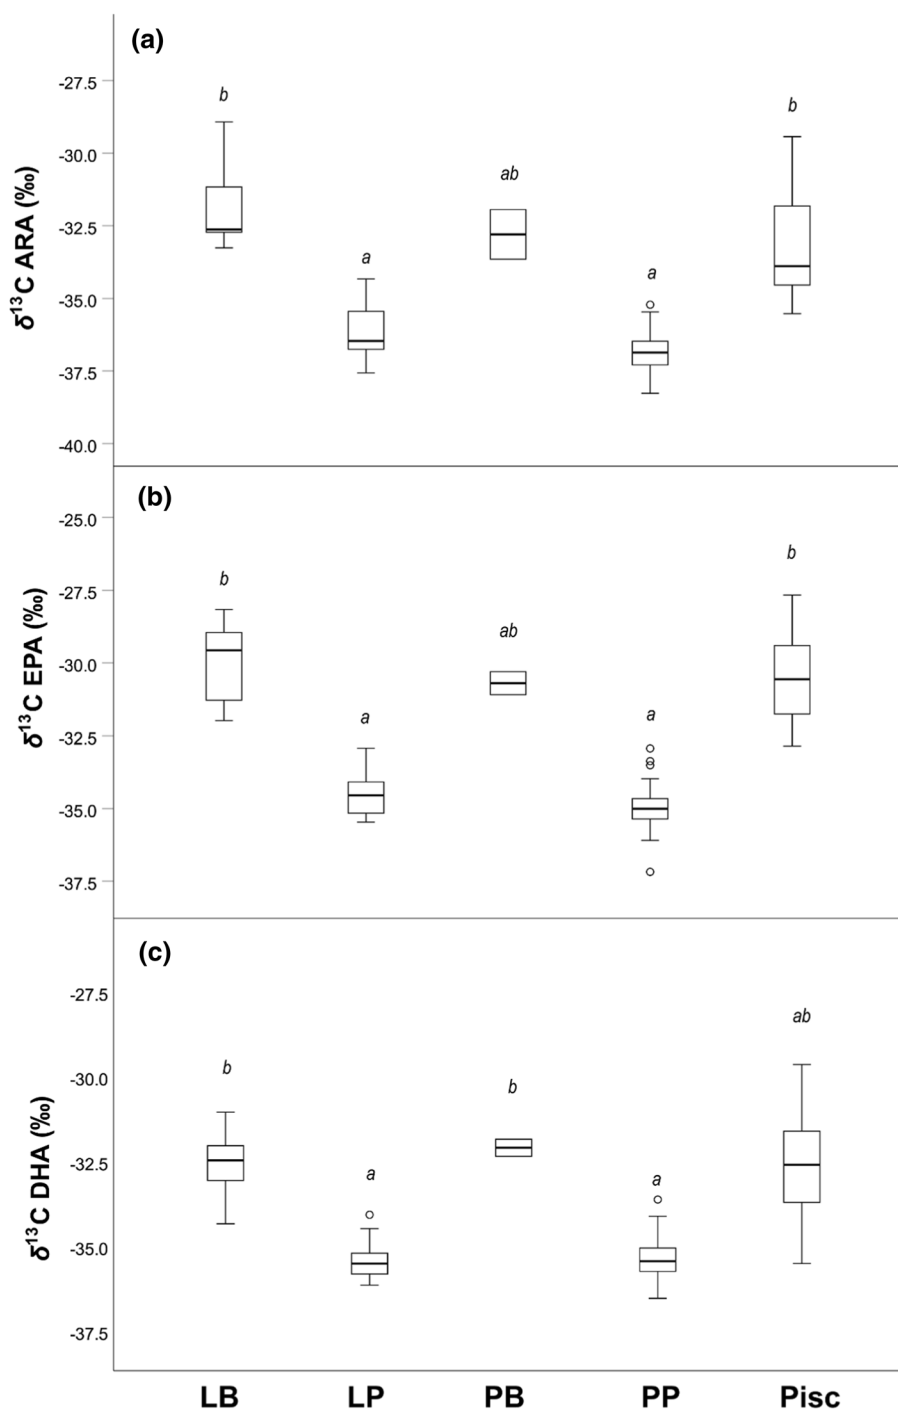 (a)
-27.5
-30.0
-32.5
-35.0
-37.5
-40.0
δ¹³C ARA (‰)
b
a
ab
a
b
(b)
-25.0
-27.5
-30.0
-32.5
-35.0
-37.5
δ¹³C EPA (‰)
b
a
ab
a
b
(c)
-27.5
-30.0
-32.5
-35.0
-37.5
δ¹³C DHA (‰)
b
a
b
a
ab
LB LP PB PP Pisc